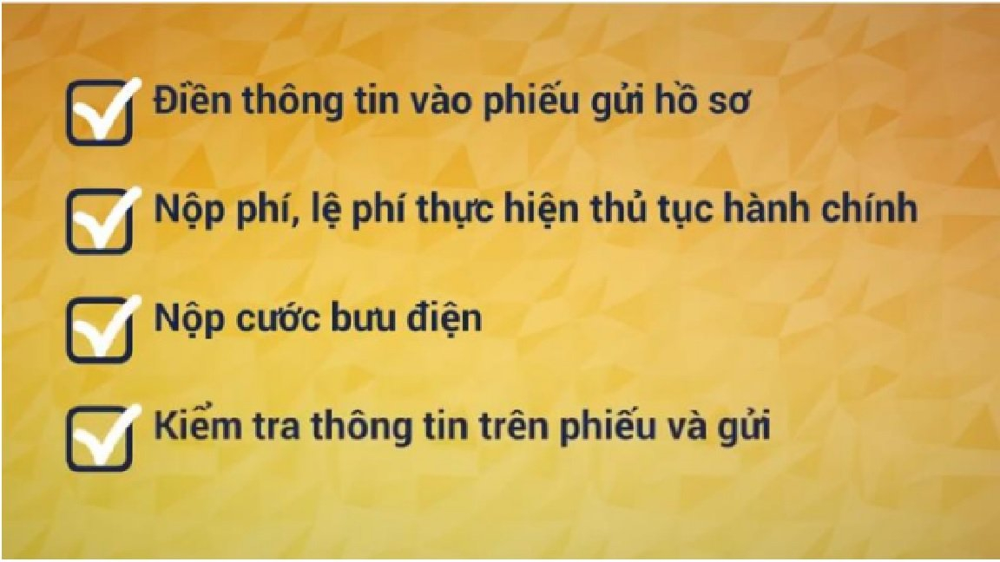 Điền thông tin vào phiếu gửi hồ sơ
Nộp phí, lệ phí thực hiện thủ tục hành chính
Nộp cước bưu điện
Kiểm tra thông tin trên phiếu và gửi